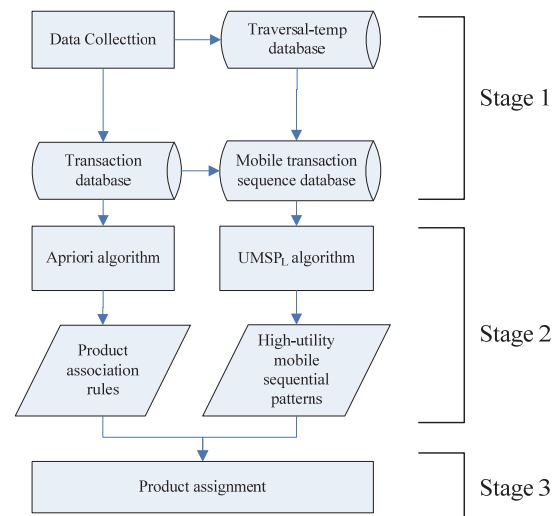 Data Collecttion
Traversal-temp
database
Stage 1
Transaction
database
Mobile transaction
sequence database
Apriori algorithm
UMSPL algorithm
Stage 2
Product
association
rules
High-utility
mobile
sequential
patterns
Product assignment
Stage 3